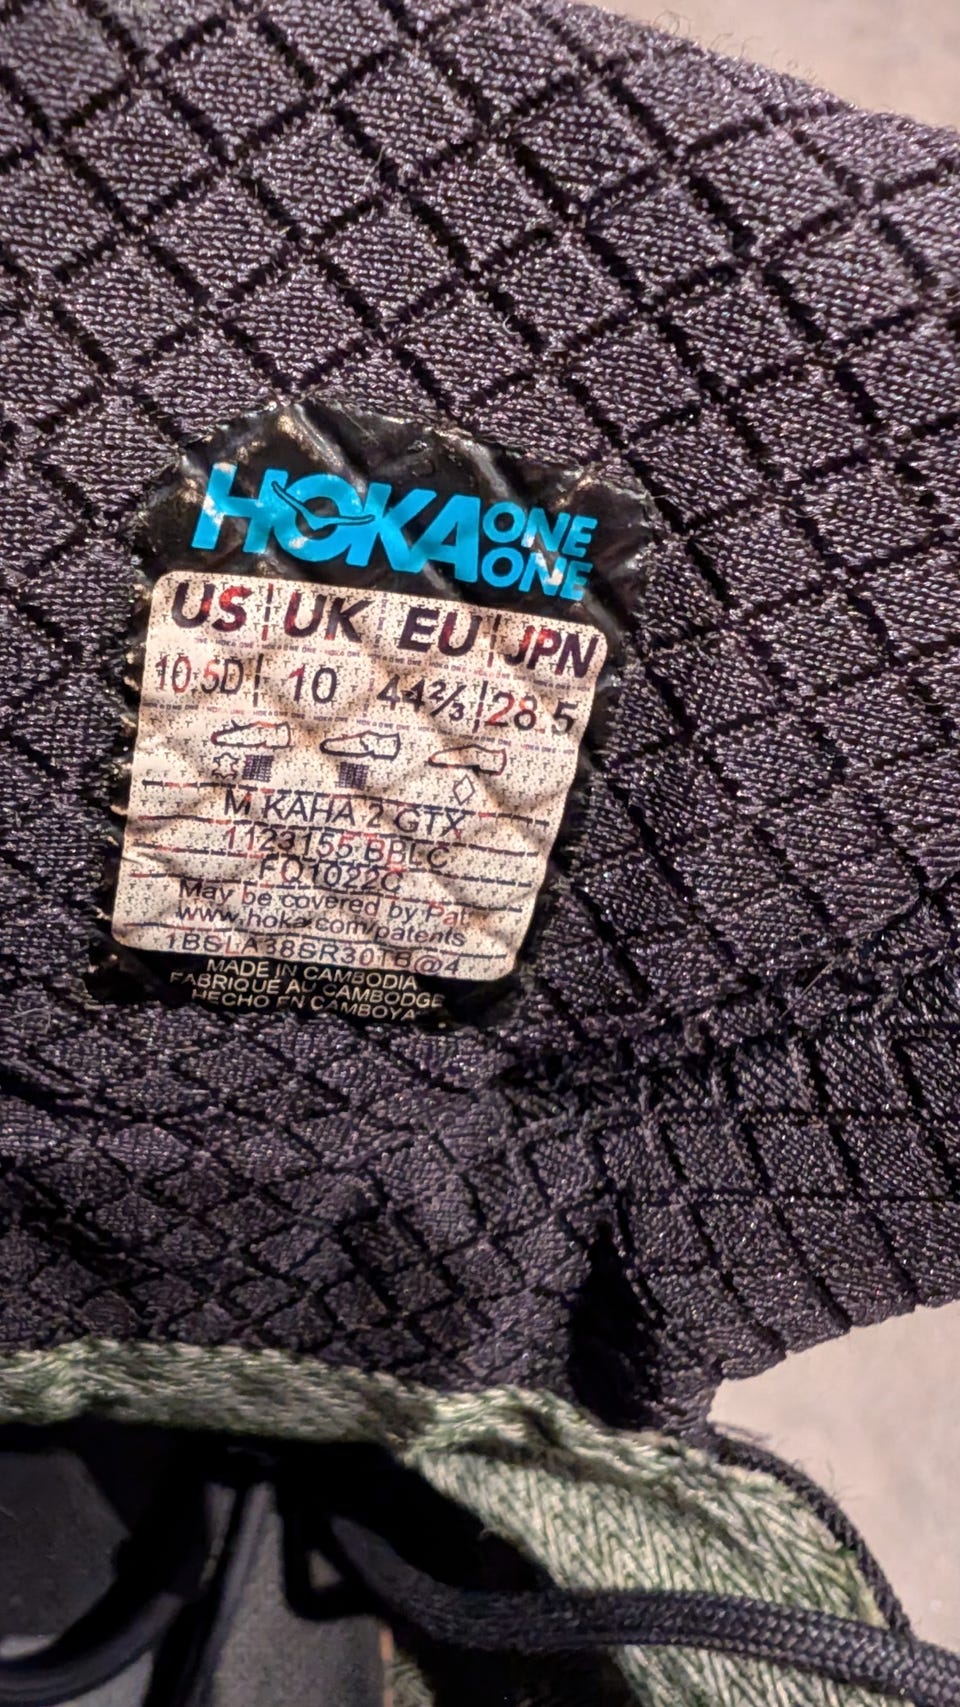 HOKA ONE ONE
US UK EU JPN
10.5D 10 44⅔ 28.5
M KAHA 2 GTX
1123155 BBLC
FQ1022C
May be covered by Pat.
www.hoka.com/patents
MADE IN CAMBODIA
FABRIQUE AU CAMBODGE
HECHO EN CAMBOYA